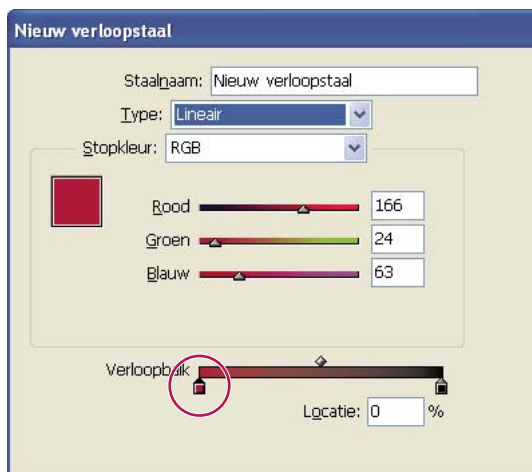 Nieuw verloopstaal
Staalnaam: Nieuw verloopstaal
Type: Lineair
Stopkleur: RGB
Rood 166
Groen 24
Blauw 63
Verloopbalk
Locatie: 0 %